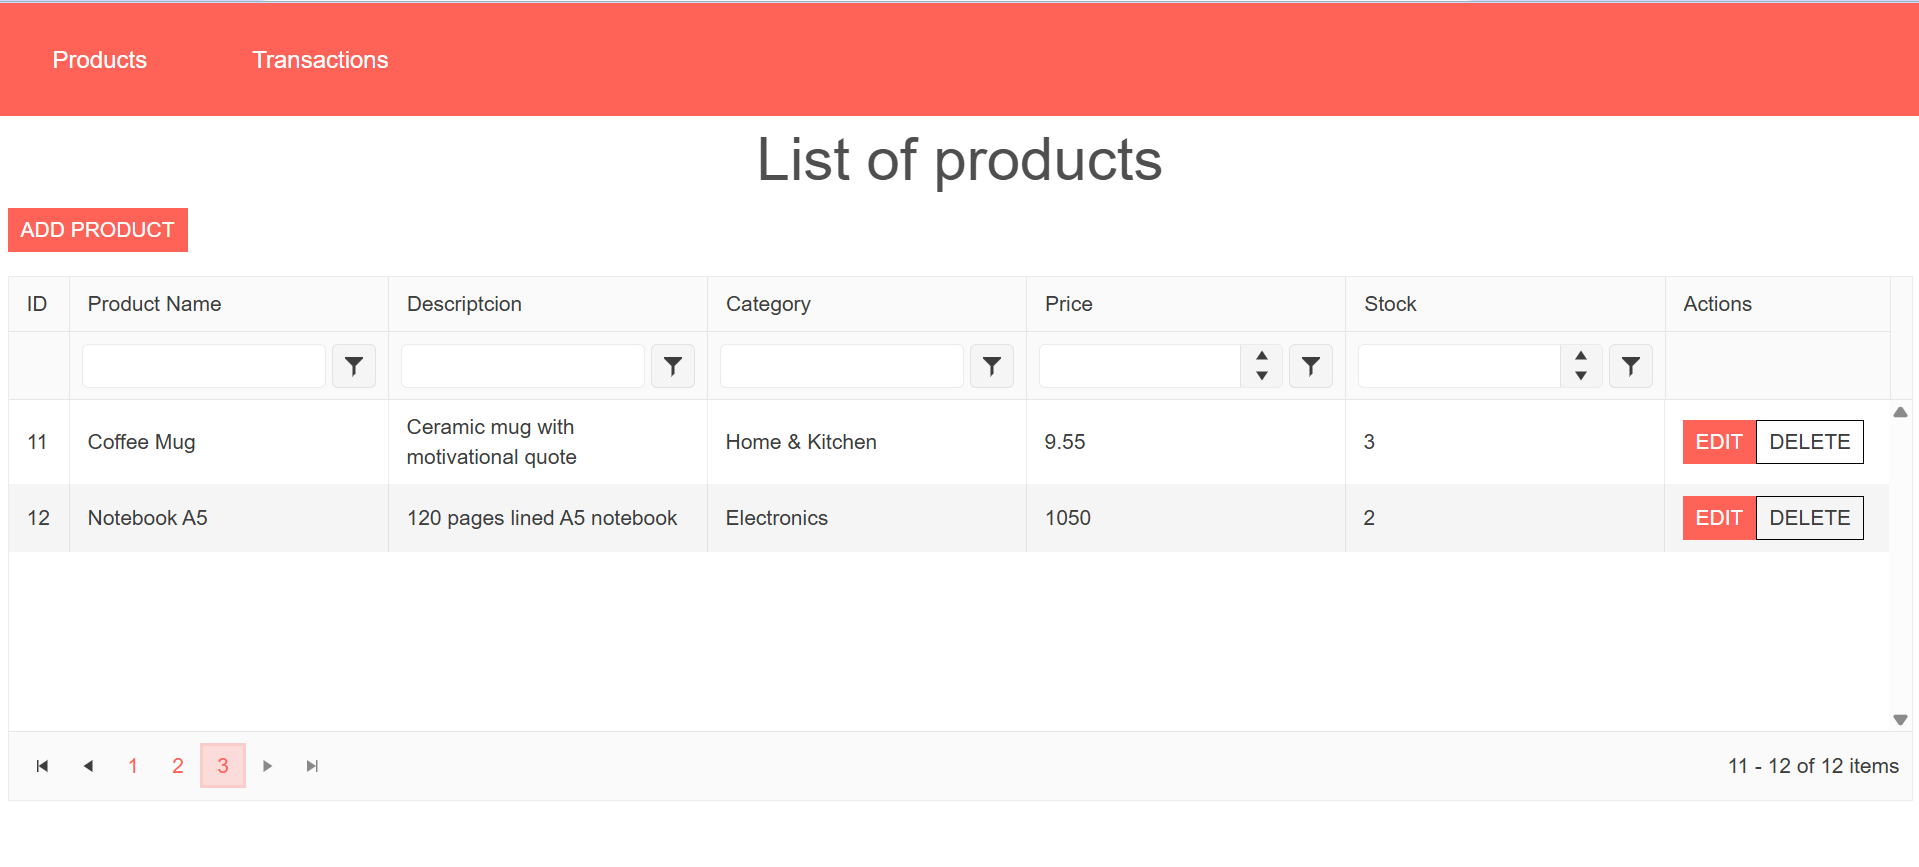 Products Transactions
List of products
ADD PRODUCT
ID Product Name Descriptcion Category Price Stock Actions
11 Coffee Mug Ceramic mug with motivational quote Home & Kitchen 9.55 3 EDIT DELETE
12 Notebook A5 120 pages lined A5 notebook Electronics 1050 2 EDIT DELETE
1 2 3 11 - 12 of 12 items